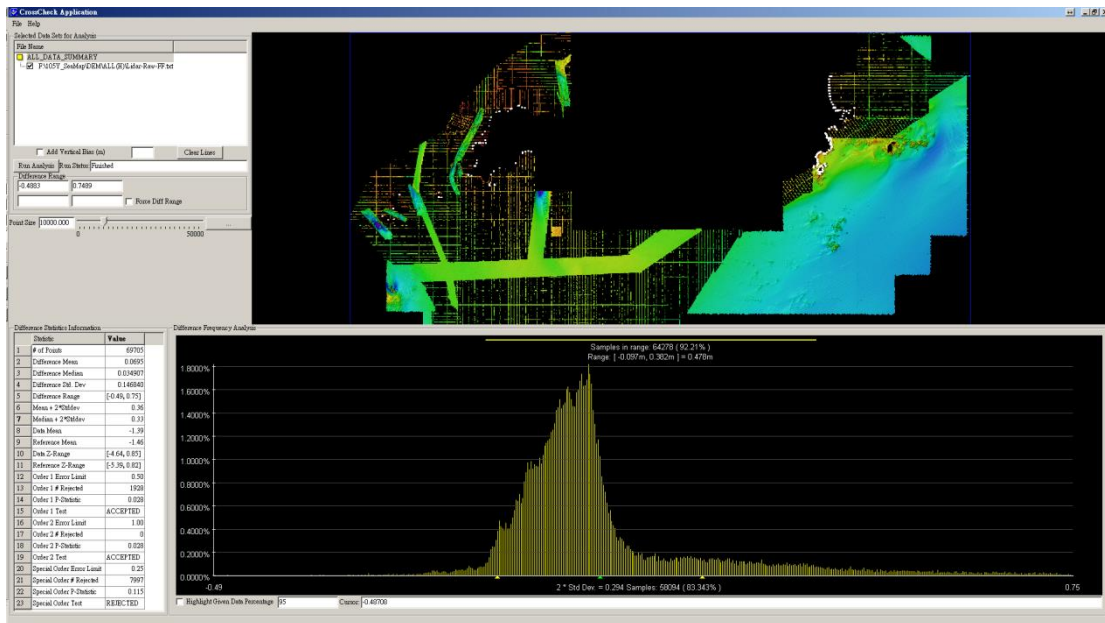 CrossCheck Application
File Help
Selected Data Sets for Analysis
File Name
ALL_DATA_SUMMARY
F:\105Y_SeaMap\DEM\ALL (H)\Lidar-Raw-FF.txt
Add Vertical Bias (m)
Clear Lines
Run Analysis Run Status Finished
Difference Range
-0.4883 0.7489
Force Diff Range
Point Size 10000.000
0 50000
...
Difference Statistics Information
Statistic Value
1 # of Points 69705
2 Difference Mean 0.0695
3 Difference Median 0.034907
4 Difference Std. Dev 0.146840
5 Difference Range [-0.49, 0.75]
6 Mean + 2*Stddev 0.36
7 Median + 2*Stddev 0.33
8 Data Mean -1.39
9 Reference Mean -1.46
10 Data Z-Range [-4.64, 0.85]
11 Reference Z-Range [-5.39, 0.82]
12 Order 1 Error Limit 0.50
13 Order 1 # Rejected 1928
14 Order 1 P-Statistic 0.028
15 Order 1 Test ACCEPTED
16 Order 2 Error Limit 1.00
17 Order 2 # Rejected 0
18 Order 2 P-Statistic 0.028
19 Order 2 Test ACCEPTED
20 Special Order Error Limit 0.25
21 Special Order # Rejected 7997
22 Special Order P-Statistic 0.115
23 Special Order Test REJECTED
Difference Frequency Analysis
Samples in range: 64278 ( 92.21% )
Range: [ -0.097m, 0.382m ] = 0.478m
1.8000%
1.6000%
1.4000%
1.2000%
1.0000%
0.8000%
0.6000%
0.4000%
0.2000%
0.0000%
-0.49 2 * Std Dev. = 0.294 Samples: 58094 ( 83.343% ) 0.75
Highlight Given Data Percentage 95 Cursor: -0.48708